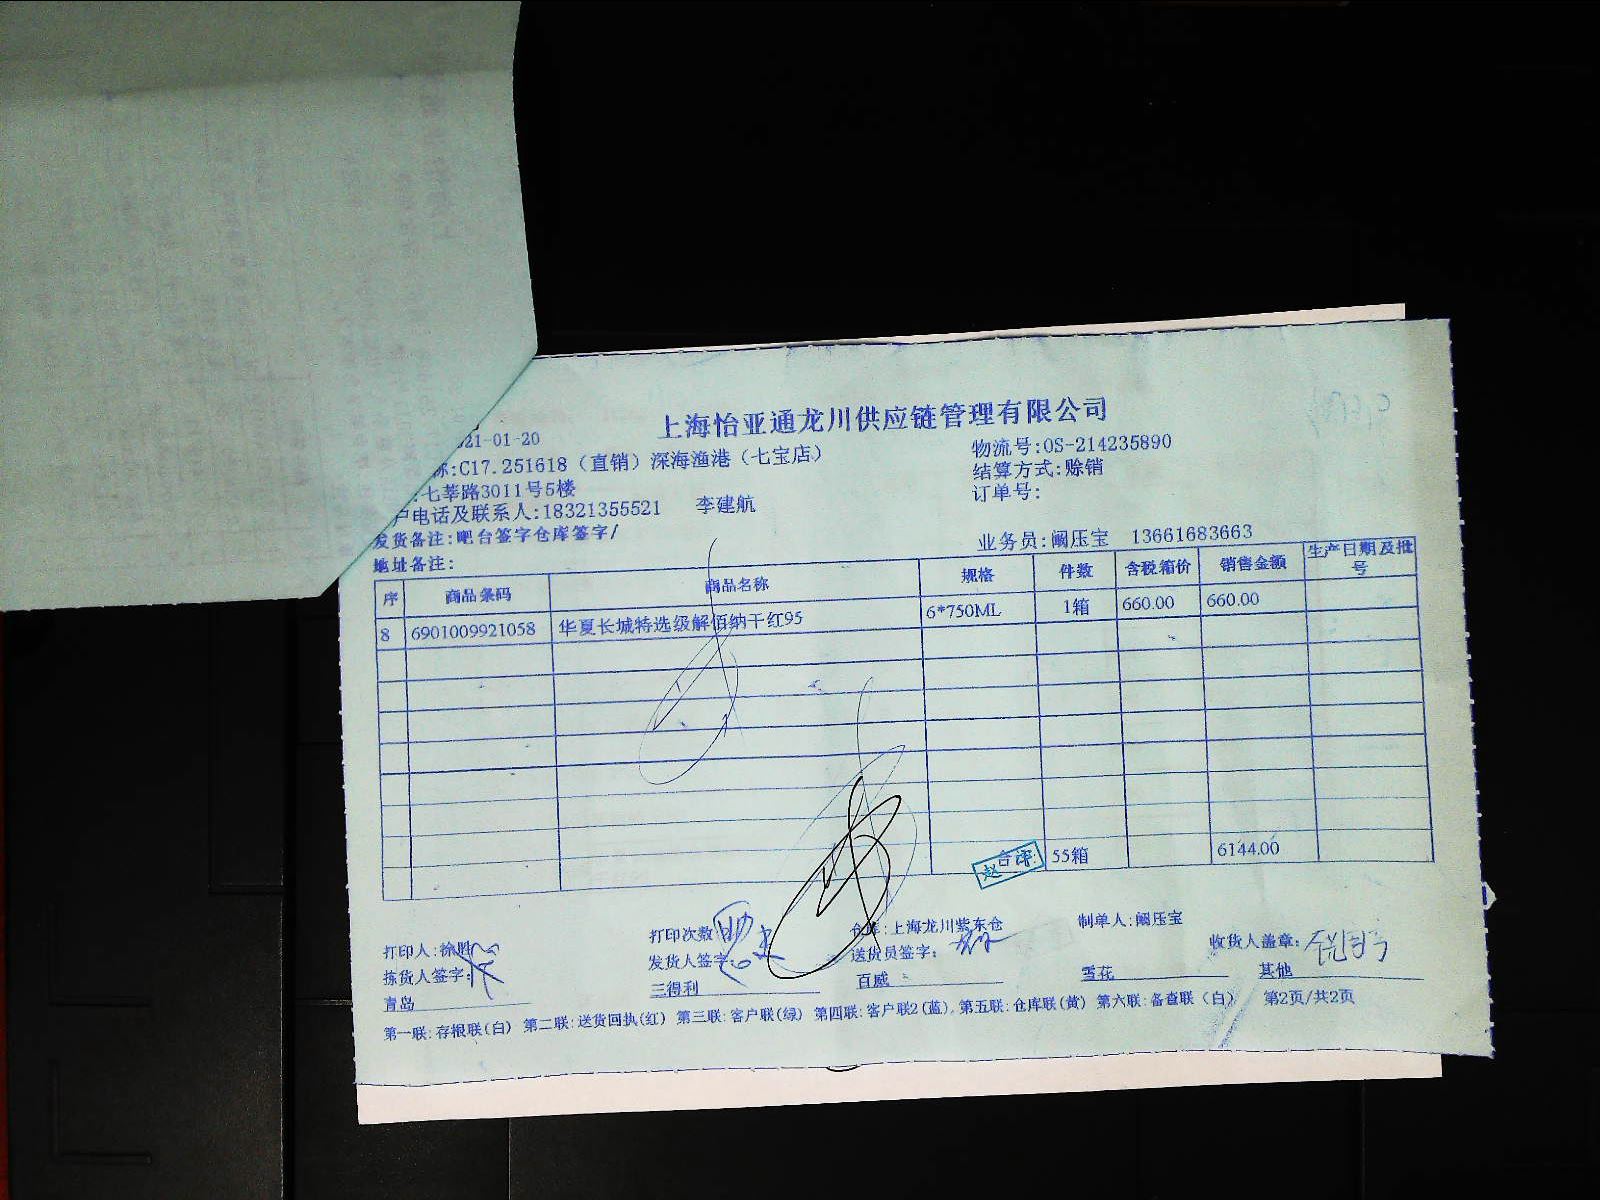 上海怡亚通龙川供应链管理有限公司
21-01-20
物流号:OS-214235890
称:C17.251618（直销）深海渔港（七宝店）
结算方式:赊销
:七莘路3011号5楼
订单号:
户电话及联系人:18321355521 李建航
发货备注:吧台签字仓库签字/
业务员:阚压宝 13661683663
地址备注:
序 商品条码 商品名称 规格 件数 含税箱价 销售金额 生产日期及批号
8 6901009921058 华夏长城特选级解佰纳干红95 6*750ML 1箱 660.00 660.00
55箱 6144.00
打印人:徐 打印次数: 仓库:上海龙川紫东仓 制单人:阚压宝
拣货人签字: 发货人签字: 送货员签字: 收货人盖章:
青岛 三得利 百威 雪花 其他
第一联:存根联(白) 第二联:送货回执(红) 第三联:客户联(绿) 第四联:客户联2(蓝),第五联:仓库联(黄) 第六联:备查联（白） 第2页/共2页